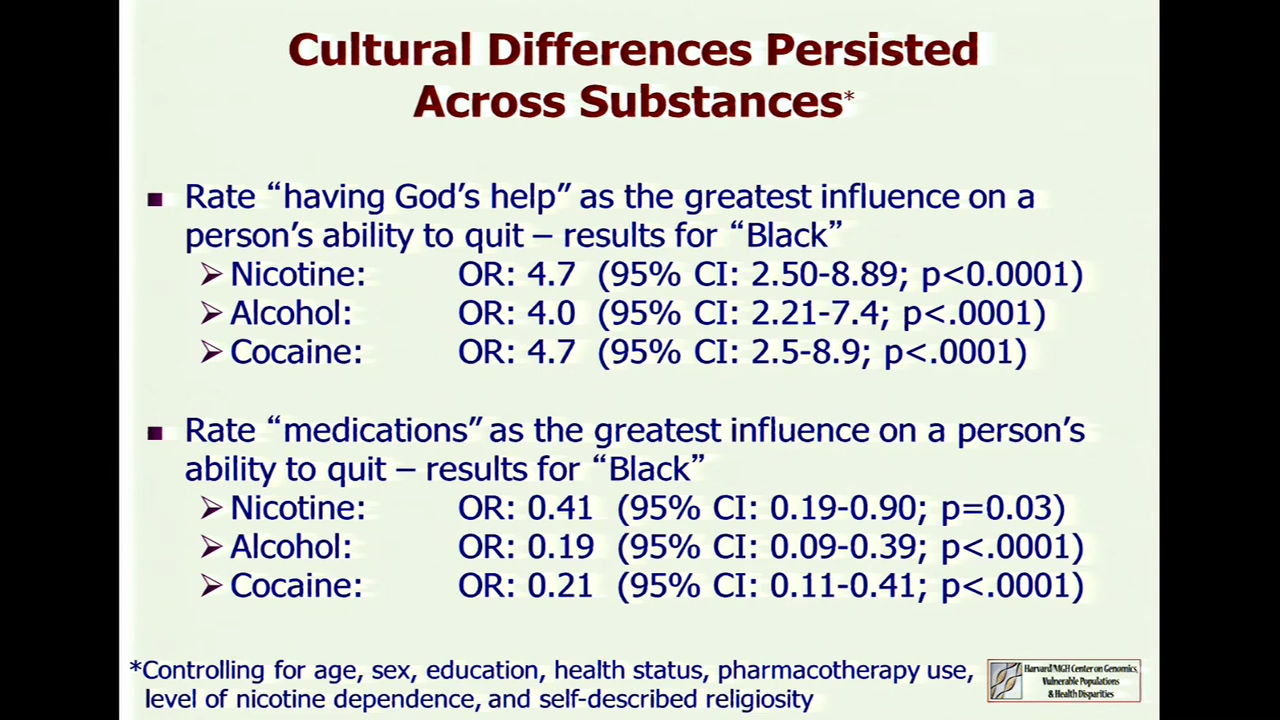 Cultural Differences Persisted
Across Substances*
Rate “having God’s help” as the greatest influence on a
person’s ability to quit – results for “Black”
Nicotine: OR: 4.7 (95% CI: 2.50-8.89; p<0.0001)
Alcohol: OR: 4.0 (95% CI: 2.21-7.4; p<.0001)
Cocaine: OR: 4.7 (95% CI: 2.5-8.9; p<.0001)
Rate “medications” as the greatest influence on a person’s
ability to quit – results for “Black”
Nicotine: OR: 0.41 (95% CI: 0.19-0.90; p=0.03)
Alcohol: OR: 0.19 (95% CI: 0.09-0.39; p<.0001)
Cocaine: OR: 0.21 (95% CI: 0.11-0.41; p<.0001)
*Controlling for age, sex, education, health status, pharmacotherapy use,
level of nicotine dependence, and self-described religiosity
Harvard/MGH Center on Genomics,
Vulnerable Populations
& Health Disparities